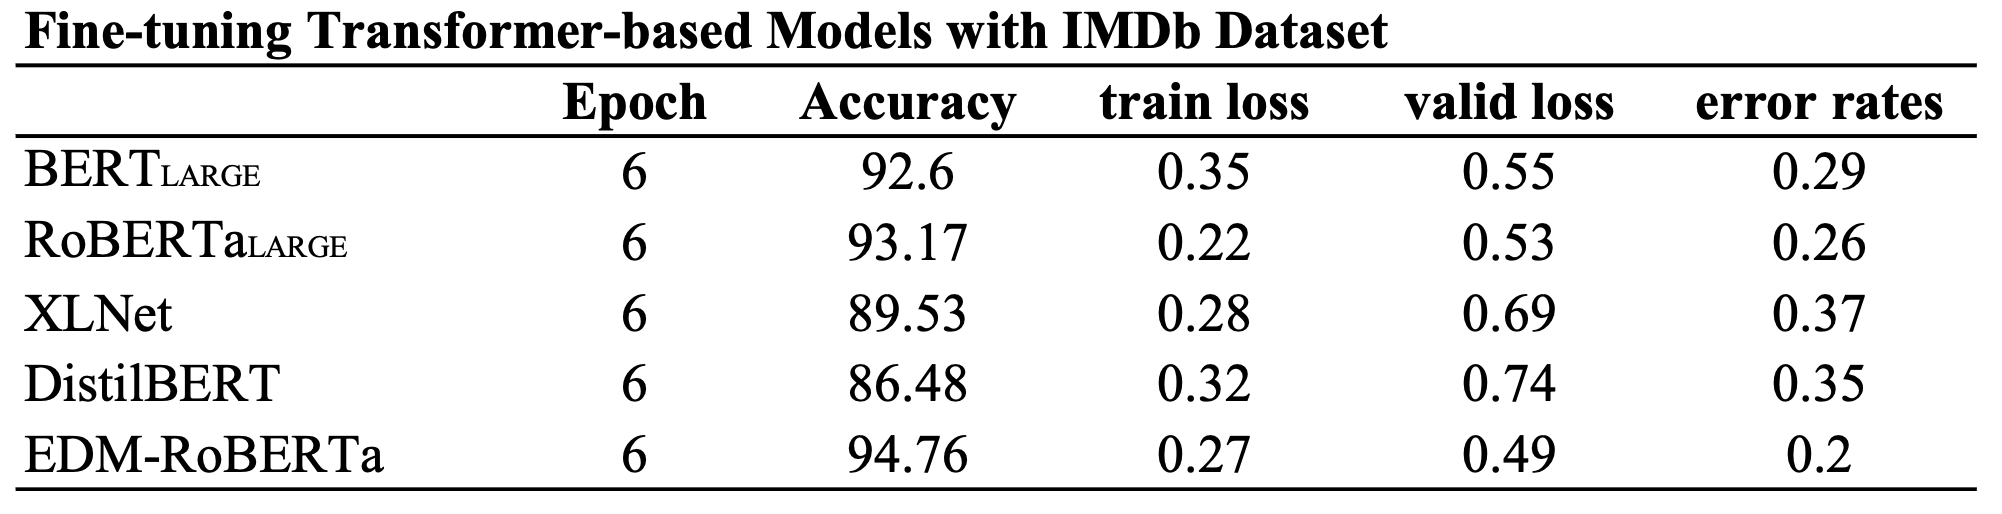 Fine-tuning Transformer-based Models with IMDb Dataset
Epoch Accuracy train loss valid loss error rates
BERTLARGE 6 92.6 0.35 0.55 0.29
RoBERTaLARGE 6 93.17 0.22 0.53 0.26
XLNet 6 89.53 0.28 0.69 0.37
DistilBERT 6 86.48 0.32 0.74 0.35
EDM-RoBERTa 6 94.76 0.27 0.49 0.2